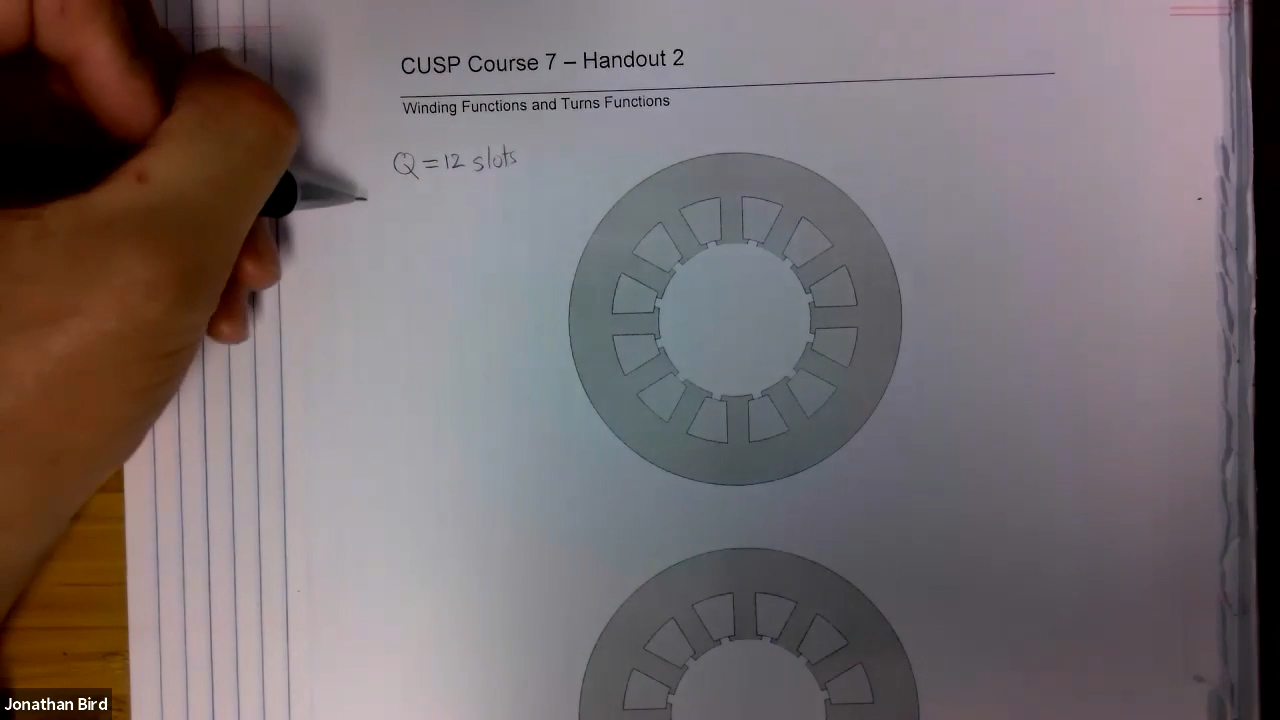 CUSP Course 7 – Handout 2
Winding Functions and Turns Functions
Q = 12 slots
Jonathan Bird